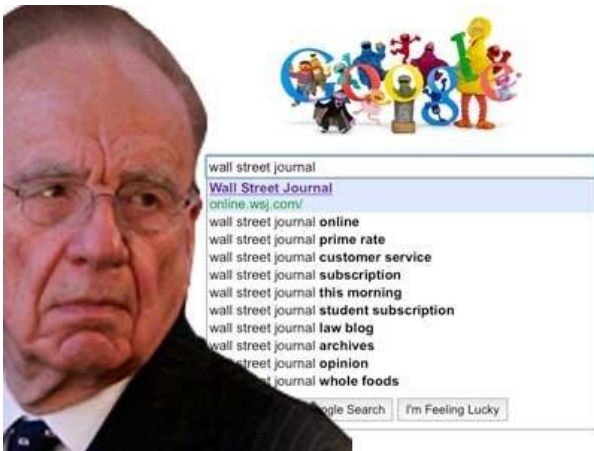 Google
wall street journal
Wall Street Journal
online.wsj.com/
wall street journal online
wall street journal prime rate
wall street journal customer service
wall street journal subscription
wall street journal this morning
wall street journal student subscription
wall street journal law blog
wall street journal archives
street journal opinion
street journal whole foods
Search I'm Feeling Lucky